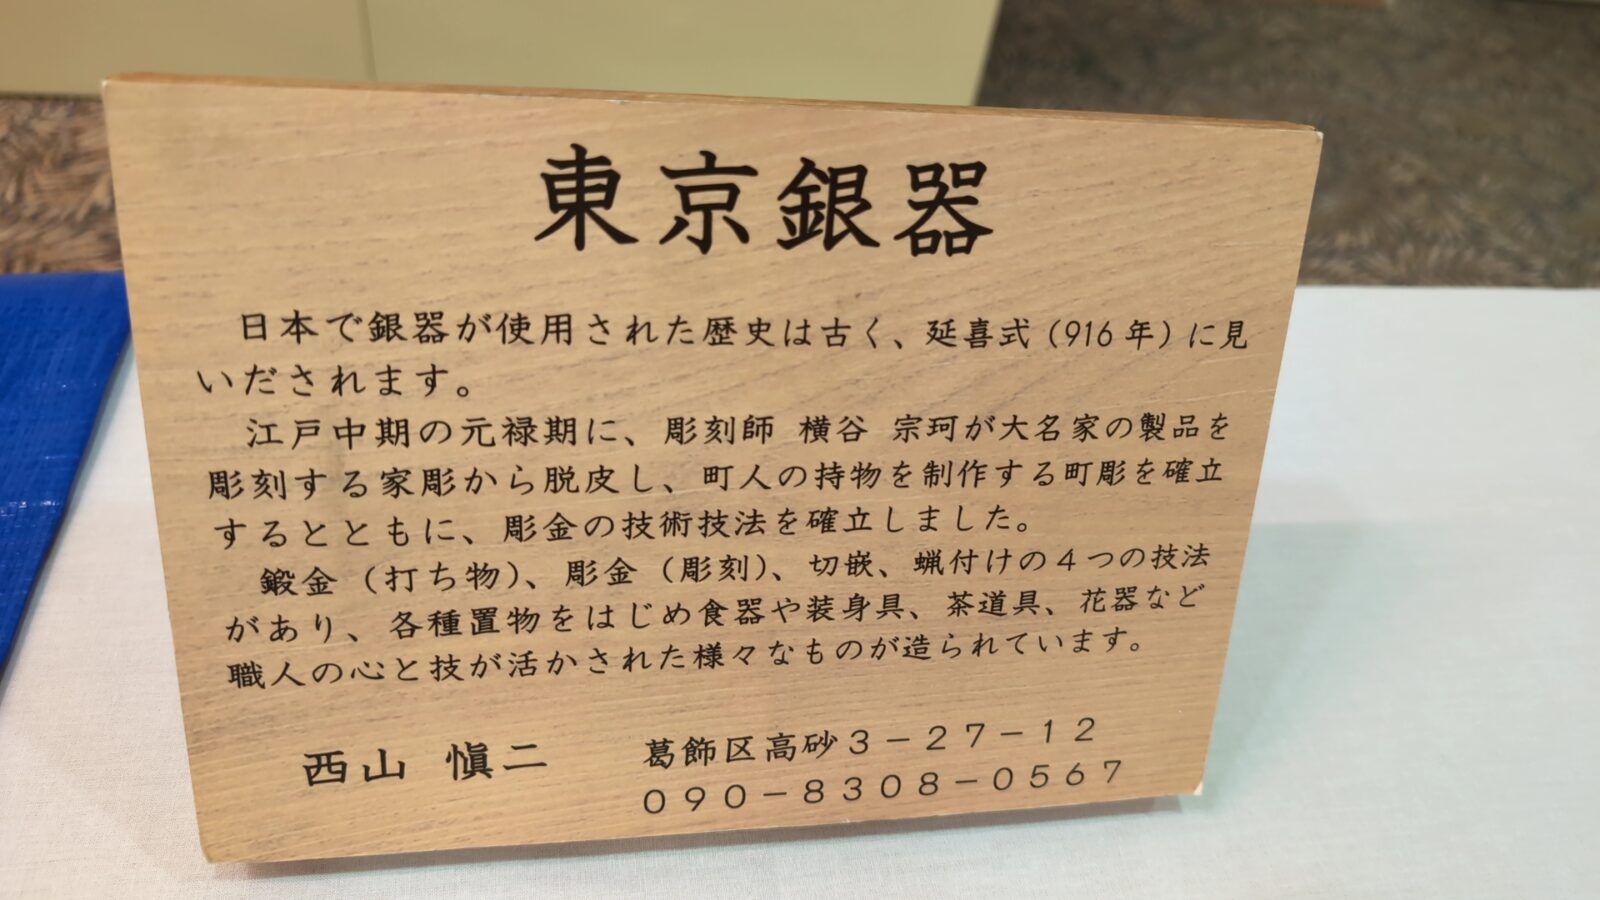 東京銀器
日本で銀器が使用された歴史は古く、延喜式(916年)に見
いだされます。
江戸中期の元禄期に、彫刻師 横谷 宗珂が大名家の製品を
彫刻する家彫から脱皮し、町人の持物を制作する町彫を確立
するとともに、彫金の技術技法を確立しました。
鍛金(打ち物)、彫金(彫刻)、切嵌、蝋付けの4つの技法
があり、各種置物をはじめ食器や装身具、茶道具、花器など
職人の心と技が活かされた様々なものが造られています。
西山 愼二 葛飾区高砂3-27-12
090-8308-0567